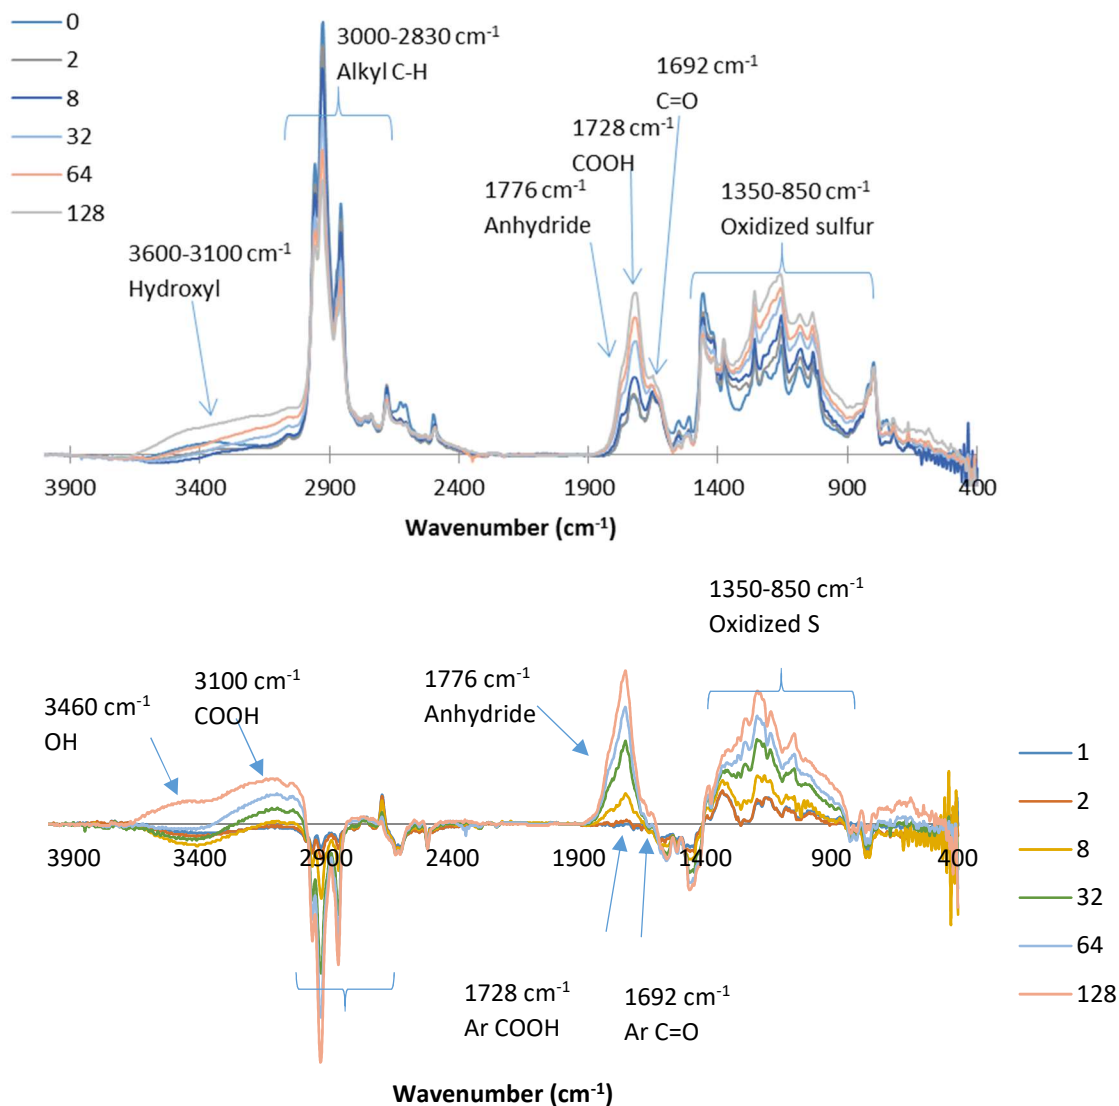 0
2
8
32
64
128
3000-2830 cm⁻¹
Alkyl C-H
1692 cm⁻¹
C=O
1728 cm⁻¹
COOH
1776 cm⁻¹
Anhydride
1350-850 cm⁻¹
Oxidized sulfur
3600-3100 cm⁻¹
Hydroxyl
3900 3400 2900 2400 1900 1400 900 400
Wavenumber (cm⁻¹)
1350-850 cm⁻¹
Oxidized S
3100 cm⁻¹
COOH
1776 cm⁻¹
Anhydride
3460 cm⁻¹
OH
1
2
8
32
64
128
3900 3400 2900 2400 1900 1400 900 400
1728 cm⁻¹
Ar COOH
1692 cm⁻¹
Ar C=O
Wavenumber (cm⁻¹)